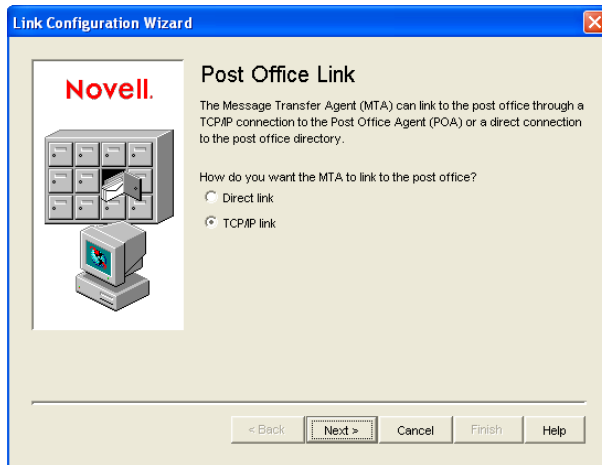 Link Configuration Wizard
Novell.
Post Office Link
The Message Transfer Agent (MTA) can link to the post office through a
TCP/IP connection to the Post Office Agent (POA) or a direct connection
to the post office directory.
How do you want the MTA to link to the post office?
Direct link
TCP/IP link
< Back
Next >
Cancel
Finish
Help